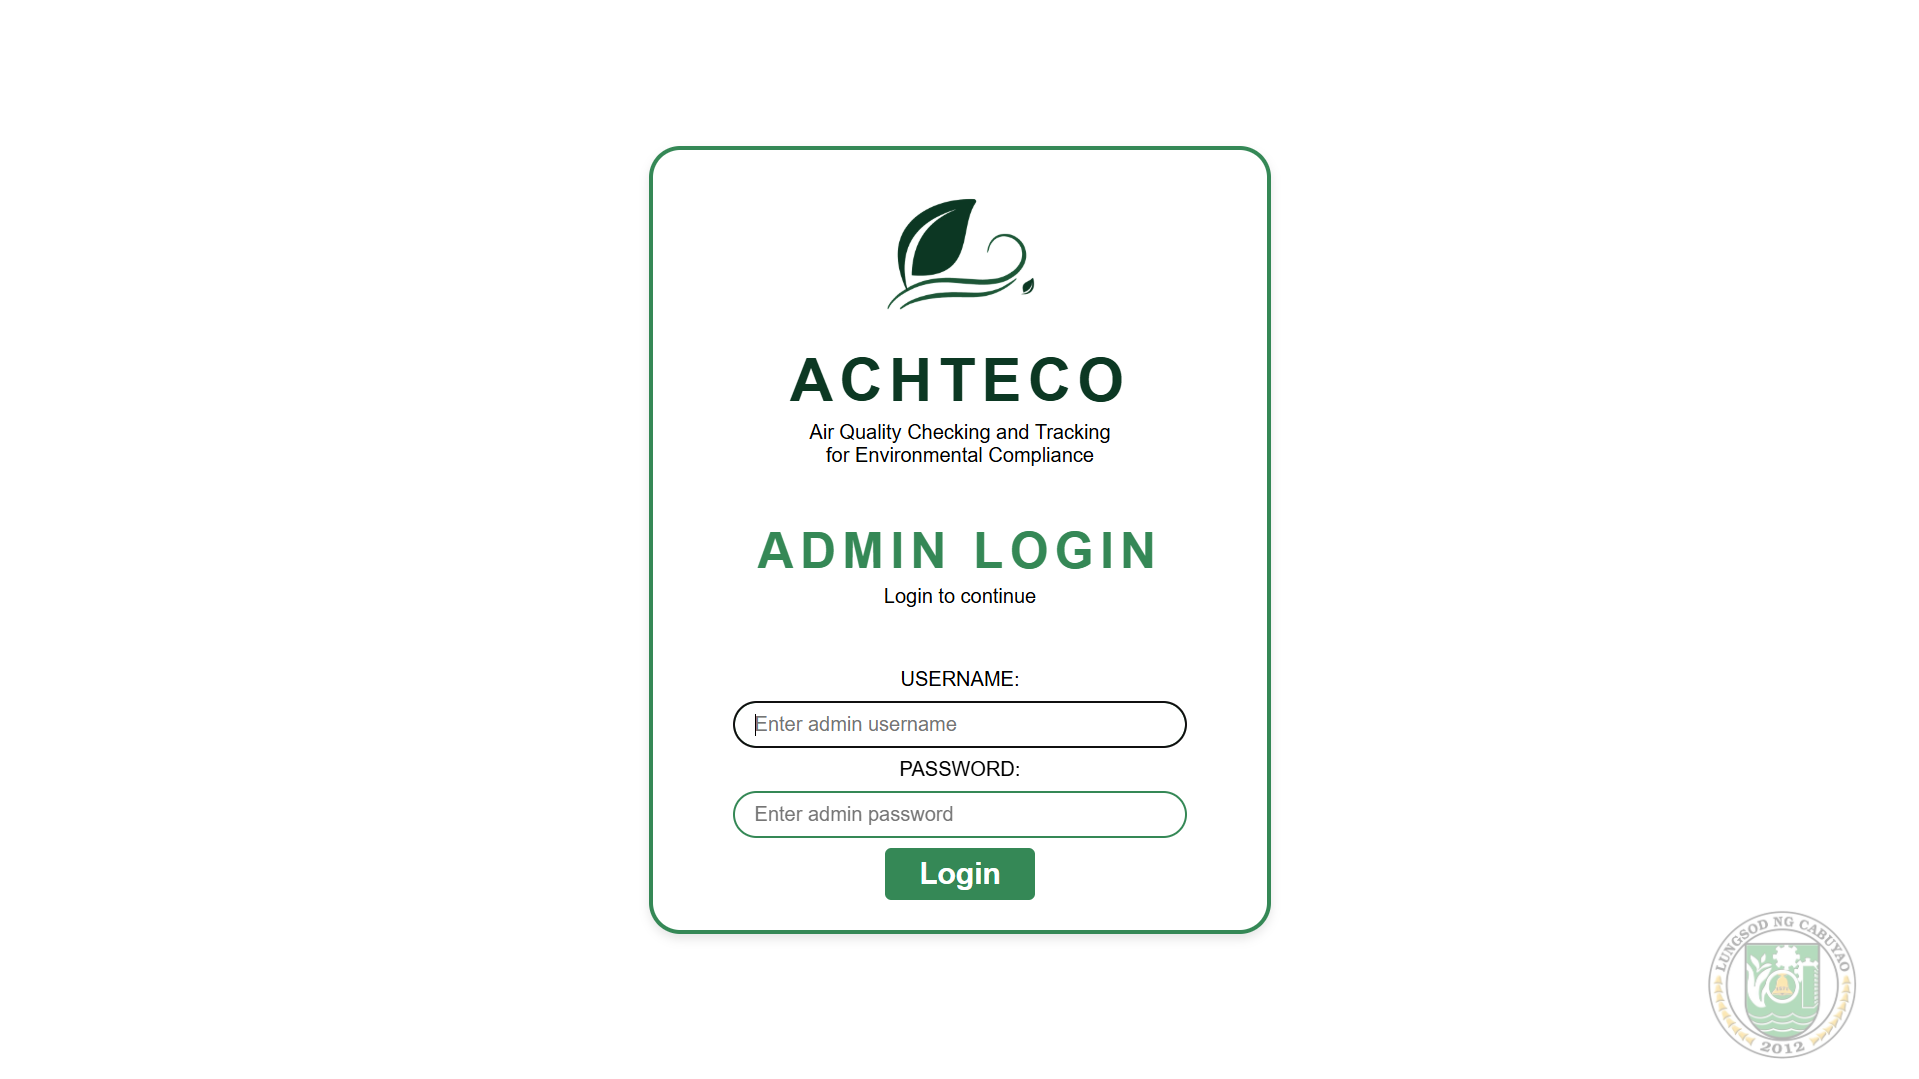 ACHTECO
Air Quality Checking and Tracking
for Environmental Compliance
ADMIN LOGIN
Login to continue
USERNAME:
Enter admin username
PASSWORD:
Enter admin password
Login
LUNGSOD NG CABUYAO
2012